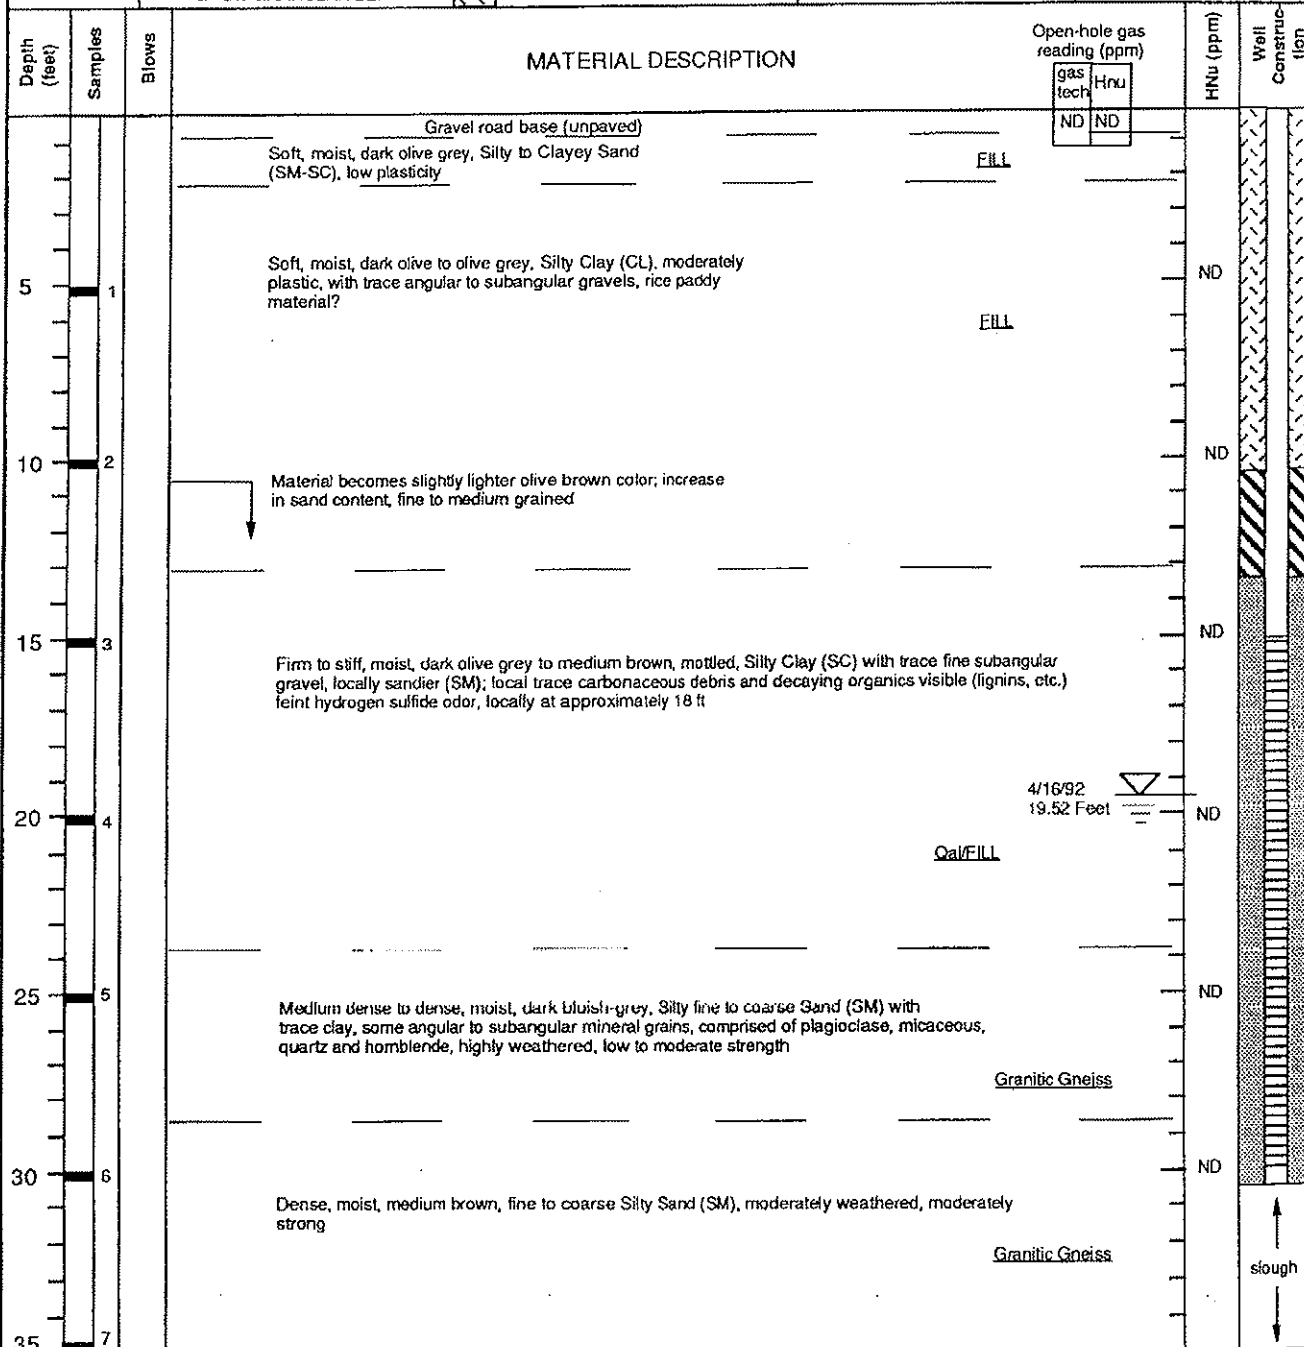 Depth
(feet)
Samples
Blows
MATERIAL DESCRIPTION
Open-hole gas
reading (ppm)
gas
tech
Hnu
ND
ND
HNu (ppm)
Well
Construc-
tion
Gravel road base (unpaved)
Soft, moist, dark olive grey, Silty to Clayey Sand
(SM-SC), low plasticity
FILL
Soft, moist, dark olive to olive grey, Silty Clay (CL), moderately
plastic, with trace angular to subangular gravels, rice paddy
material?
5
1
ND
FILL
10
2
ND
Material becomes slightly lighter olive brown color; increase
in sand content, fine to medium grained
15
3
ND
Firm to stiff, moist, dark olive grey to medium brown, mottled, Silty Clay (SC) with trace fine subangular
gravel, locally sandier (SM); local trace carbonaceous debris and decaying organics visible (lignins, etc.)
feint hydrogen sulfide odor, locally at approximately 18 ft
4/16/92
19.52 Feet
20
4
ND
Qal/FILL
25
5
ND
Medium dense to dense, moist, dark bluish-grey, Silty fine to coarse Sand (SM) with
trace clay, some angular to subangular mineral grains, comprised of plagioclase, micaceous,
quartz and hornblende, highly weathered, low to moderate strength
Granitic Gneiss
30
6
ND
Dense, moist, medium brown, fine to coarse Silty Sand (SM), moderately weathered, moderately
strong
Granitic Gneiss
slough
35
7